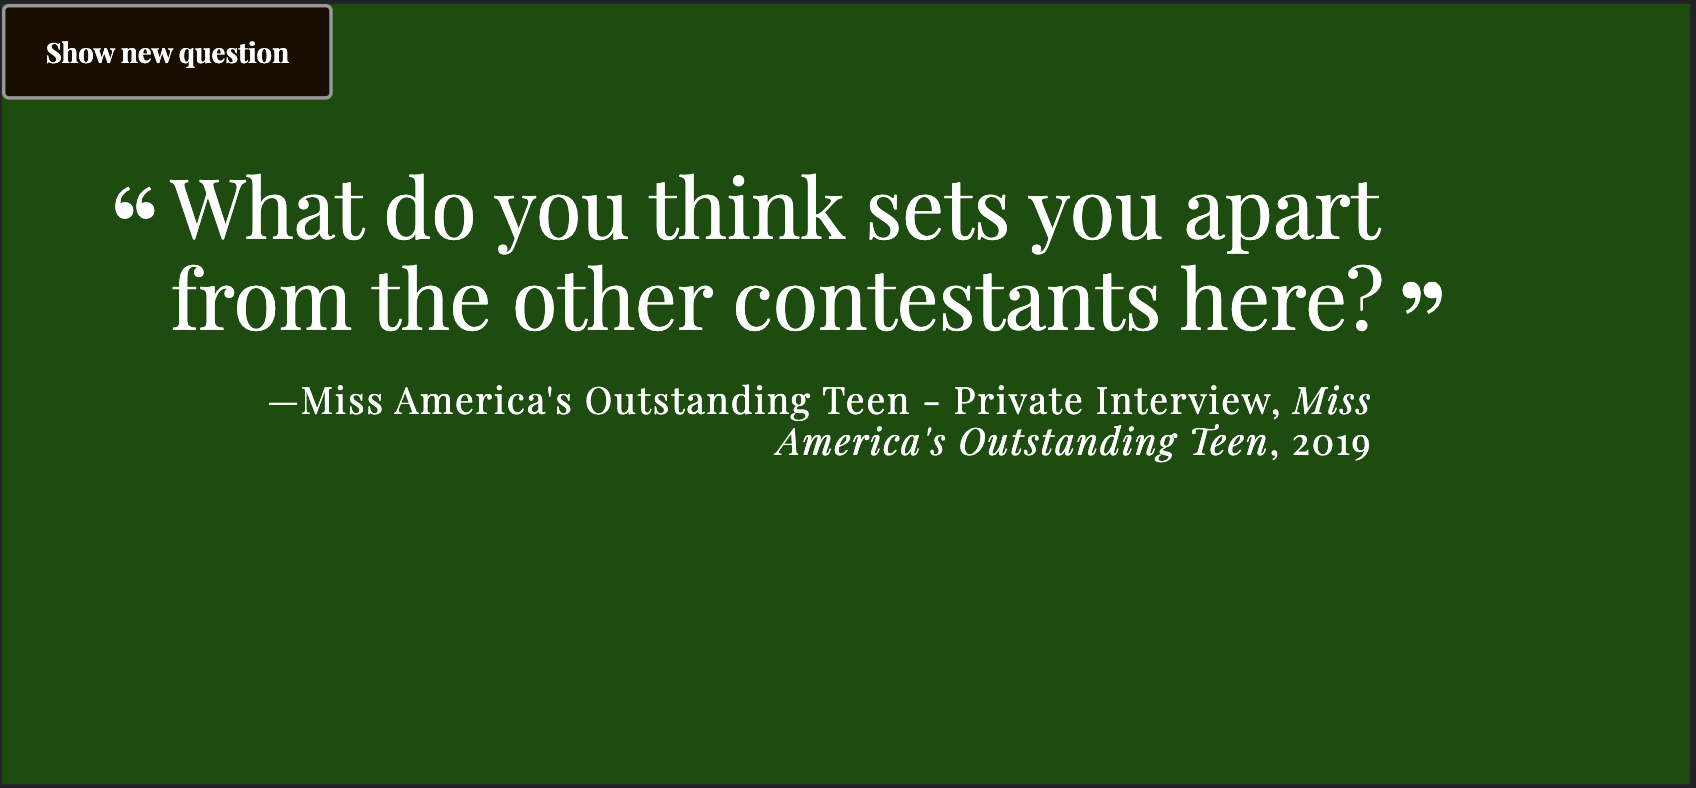 Show new question
“What do you think sets you apart
from the other contestants here?”
—Miss America's Outstanding Teen - Private Interview, Miss
America's Outstanding Teen, 2019